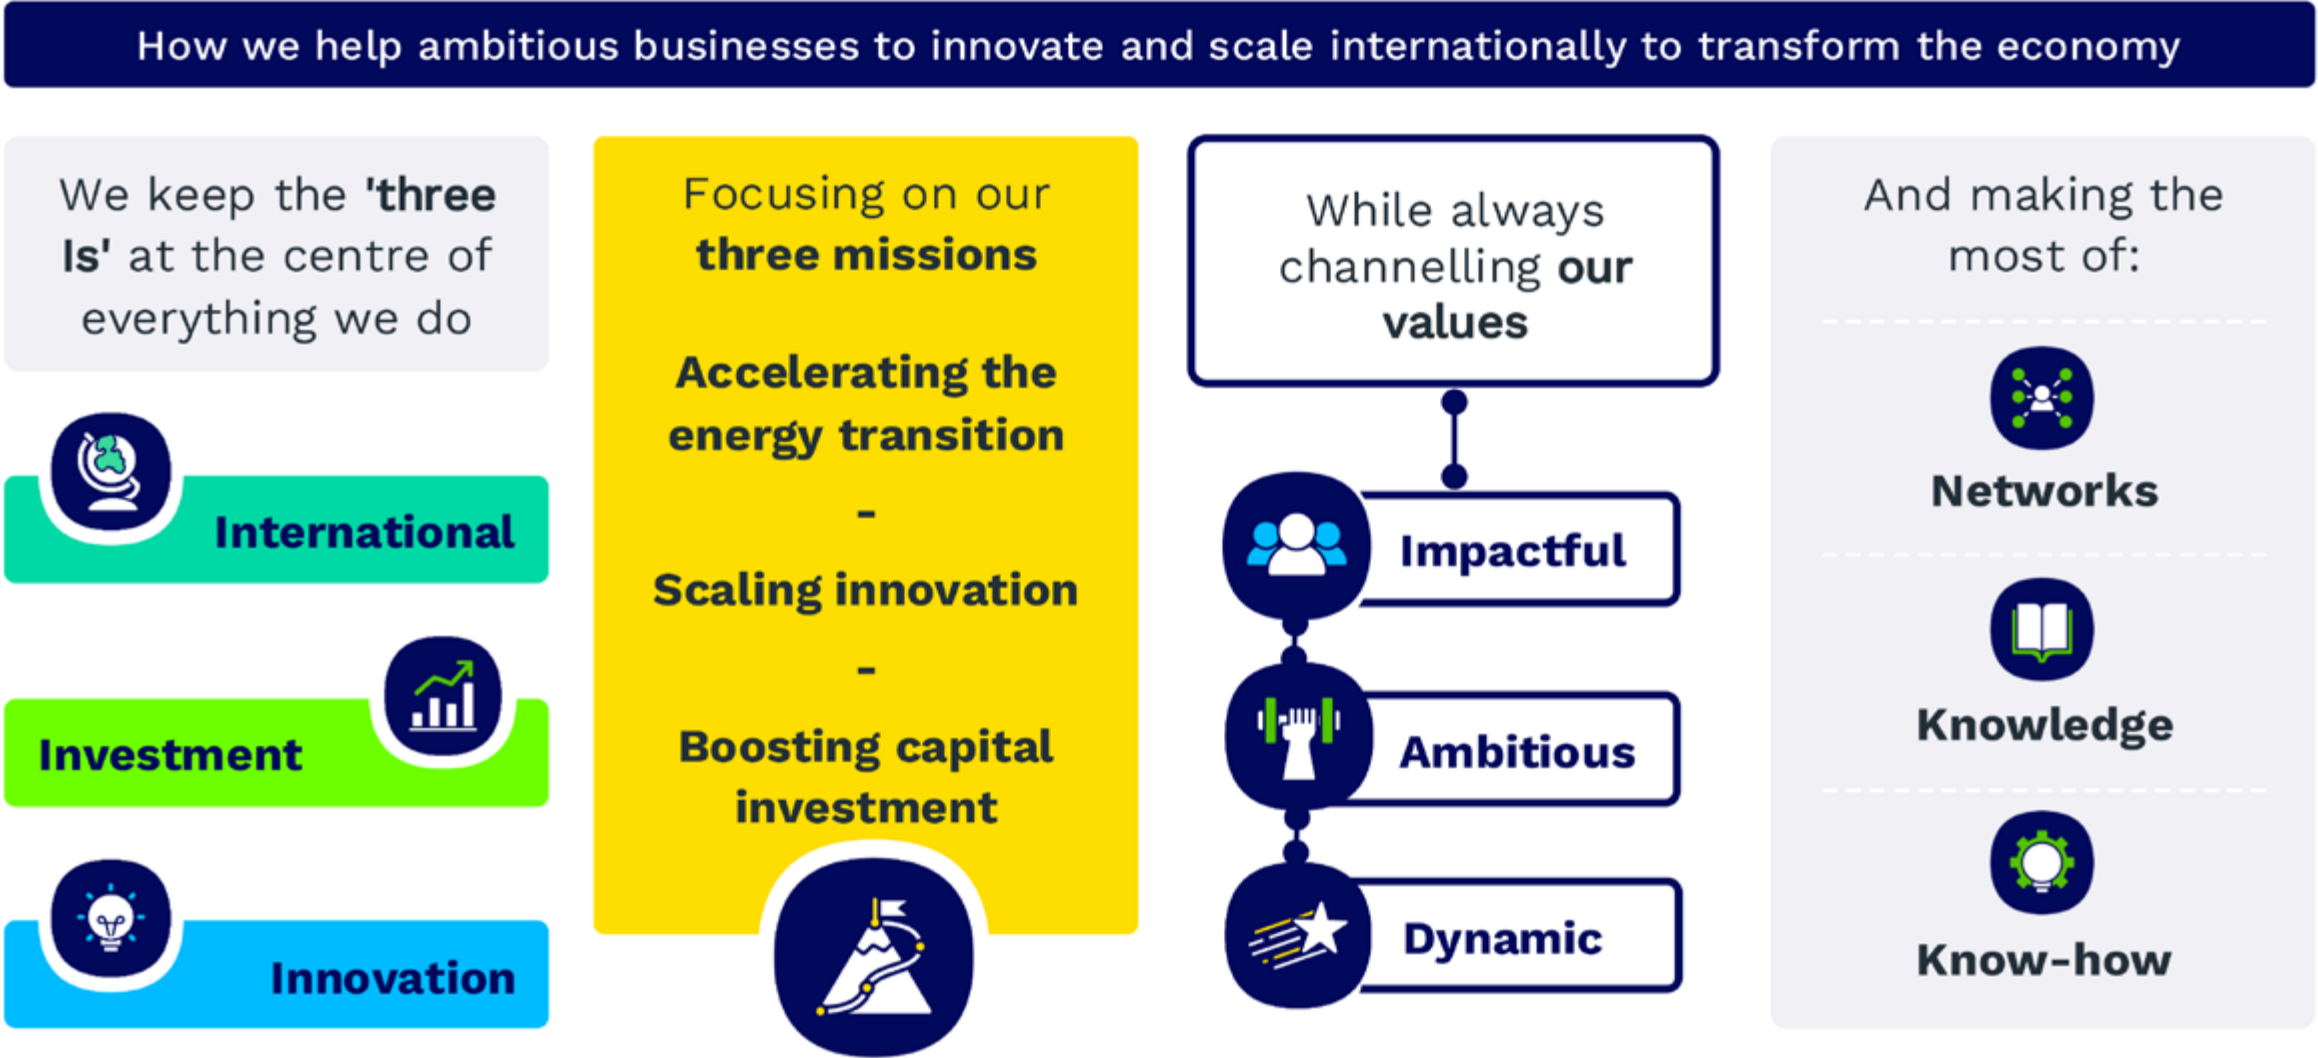 How we help ambitious businesses to innovate and scale internationally to transform the economy
We keep the 'three
Is' at the centre of
everything we do
International
Investment
Innovation
Focusing on our
three missions
Accelerating the
energy transition
-
Scaling innovation
-
Boosting capital
investment
While always
channelling our
values
Impactful
Ambitious
Dynamic
And making the
most of:
Networks
Knowledge
Know-how